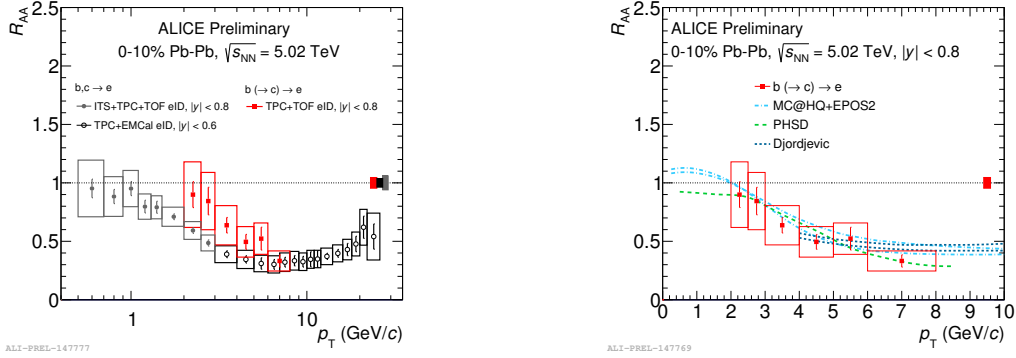 R_AA
2.5
2
1.5
1
0.5
0
ALICE Preliminary
0-10% Pb-Pb, √s_NN = 5.02 TeV
b,c → e
ITS+TPC+TOF eID, |y| < 0.8
TPC+EMCal eID, |y| < 0.6
b (→ c) → e
TPC+TOF eID, |y| < 0.8
1
10
p_T (GeV/c)
ALI-PREL-147777
R_AA
2.5
2
1.5
1
0.5
0
ALICE Preliminary
0-10% Pb-Pb, √s_NN = 5.02 TeV, |y| < 0.8
b (→ c) → e
MC@HQ+EPOS2
PHSD
Djordjevic
0 1 2 3 4 5 6 7 8 9 10
p_T (GeV/c)
ALI-PREL-147769